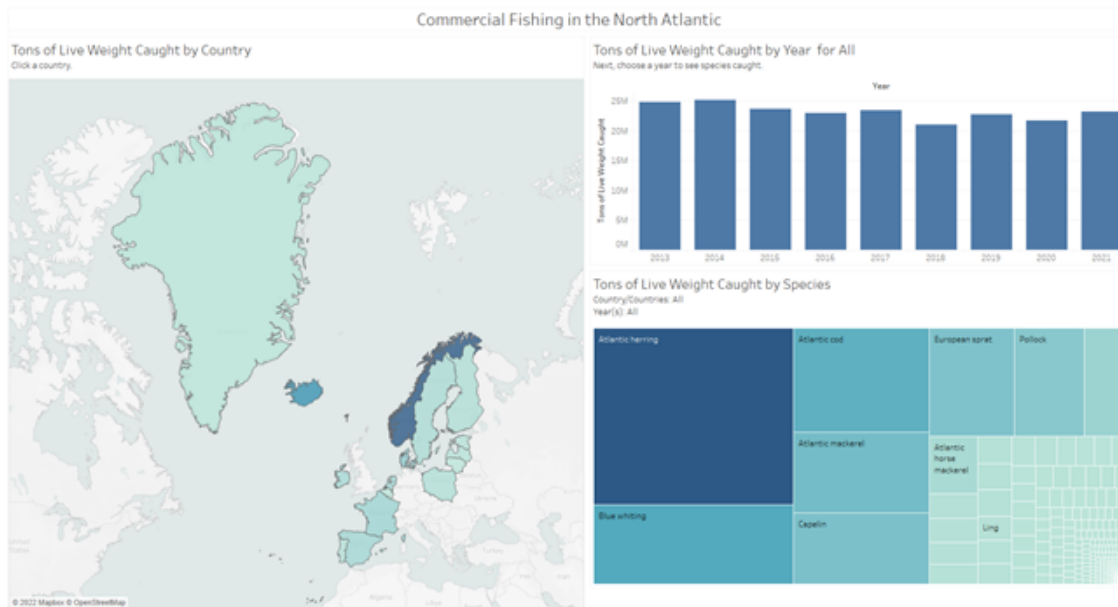 Commercial Fishing in the North Atlantic
Tons of Live Weight Caught by Country
Click a country.
© 2022 Mapbox © OpenStreetMap
Tons of Live Weight Caught by Year for All
Next, choose a year to see species caught.
Year
Tons of Live Weight Caught
25M
20M
15M
10M
5M
0M
2013 2014 2015 2016 2017 2018 2019 2020 2021
Tons of Live Weight Caught by Species
Country/Countries: All
Year(s): All
Atlantic herring
Blue whiting
Atlantic cod
Atlantic mackerel
Capelin
European sprat
Pollock
Atlantic
horse
mackerel
Ling